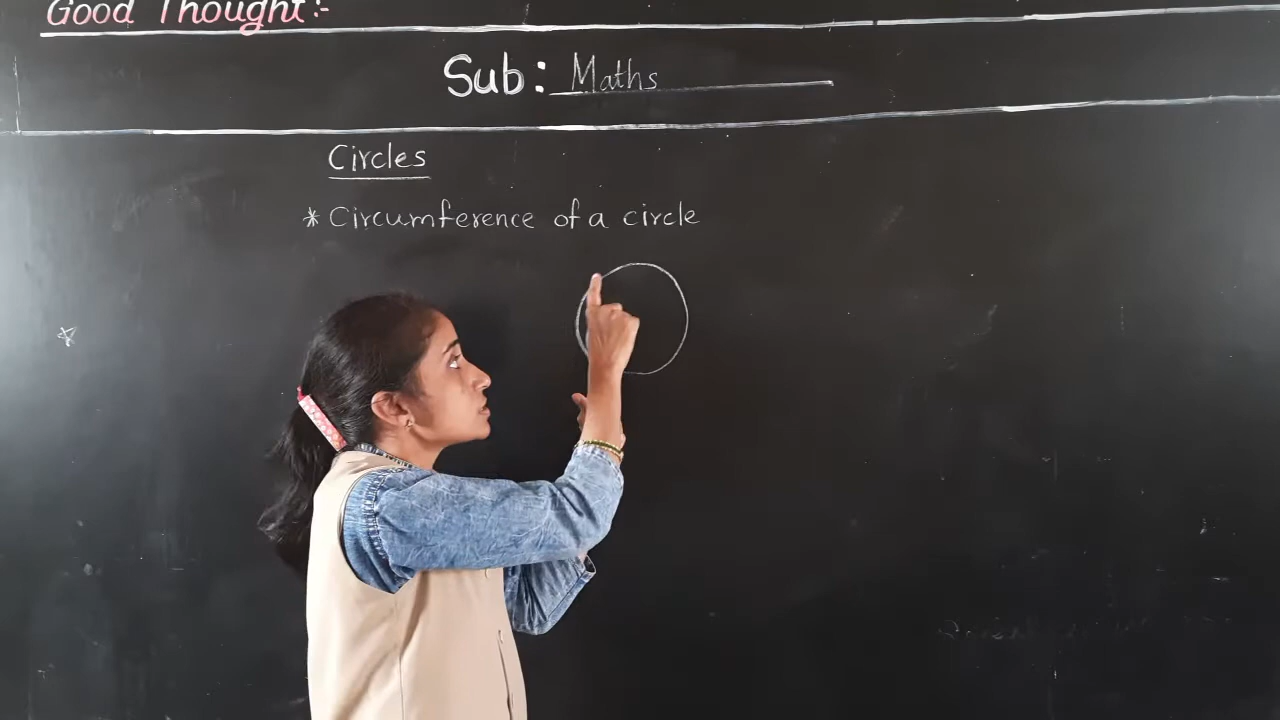 Good Thought:-
Sub: Maths
Circles
* Circumference of a circle